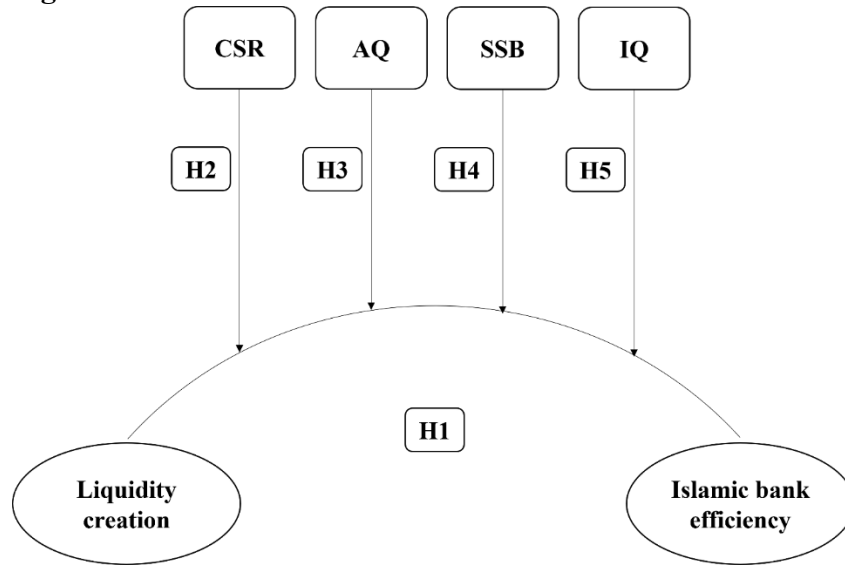 CSR
AQ
SSB
IQ
H2
H3
H4
H5
H1
Liquidity
creation
Islamic bank
efficiency